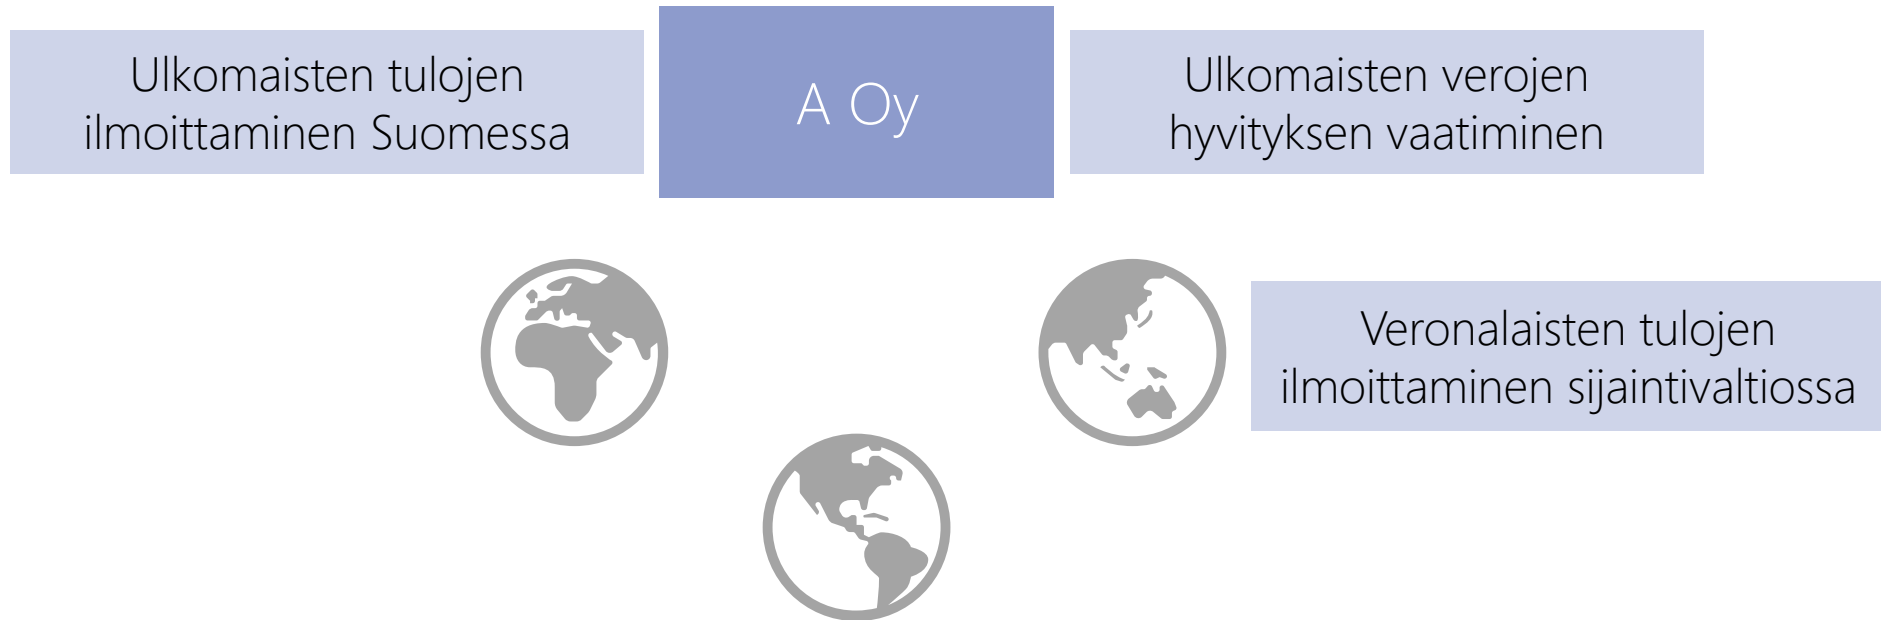 Ulkomaisten tulojen
ilmoittaminen Suomessa
A Oy
Ulkomaisten verojen
hyvityksen vaatiminen
Veronalaisten tulojen
ilmoittaminen sijaintivaltiossa